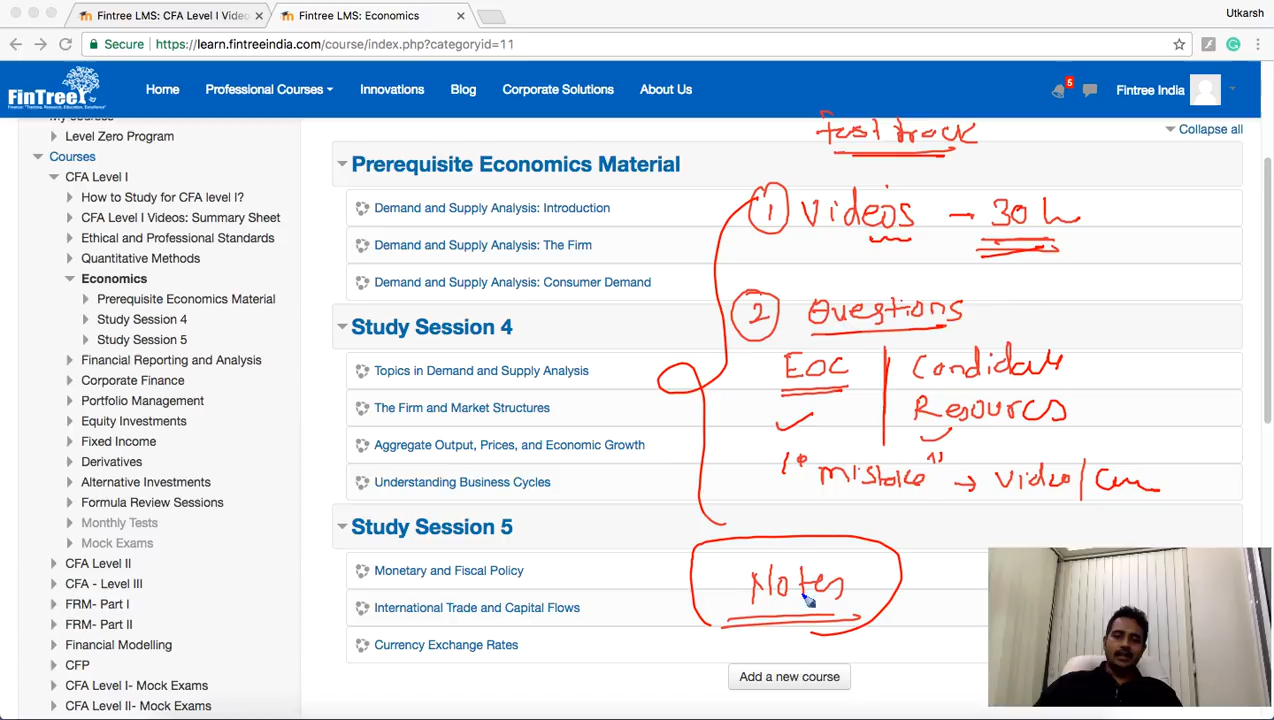 Fintree LMS: CFA Level I Video
Fintree LMS: Economics
Utkarsh
Secure
https://learn.fintreeindia.com/course/index.php?categoryid=11
FinTree
Home
Professional Courses
Innovations
Blog
Corporate Solutions
About Us
5
Fintree India
My courses
Level Zero Program
Courses
CFA Level I
How to Study for CFA level I?
CFA Level I Videos: Summary Sheet
Ethical and Professional Standards
Quantitative Methods
Economics
Prerequisite Economics Material
Study Session 4
Study Session 5
Financial Reporting and Analysis
Corporate Finance
Portfolio Management
Equity Investments
Fixed Income
Derivatives
Alternative Investments
Formula Review Sessions
Monthly Tests
Mock Exams
CFA Level II
CFA - Level III
FRM- Part I
FRM- Part II
Financial Modelling
CFP
CFA Level I- Mock Exams
CFA Level II- Mock Exams
Collapse all
Prerequisite Economics Material
Demand and Supply Analysis: Introduction
Demand and Supply Analysis: The Firm
Demand and Supply Analysis: Consumer Demand
Study Session 4
Topics in Demand and Supply Analysis
The Firm and Market Structures
Aggregate Output, Prices, and Economic Growth
Understanding Business Cycles
Study Session 5
Monetary and Fiscal Policy
International Trade and Capital Flows
Currency Exchange Rates
Add a new course
fast track
1 Videos - 30 h
2 Questions
EOC
Candidate
Resources
"mistake" → video/
Notes